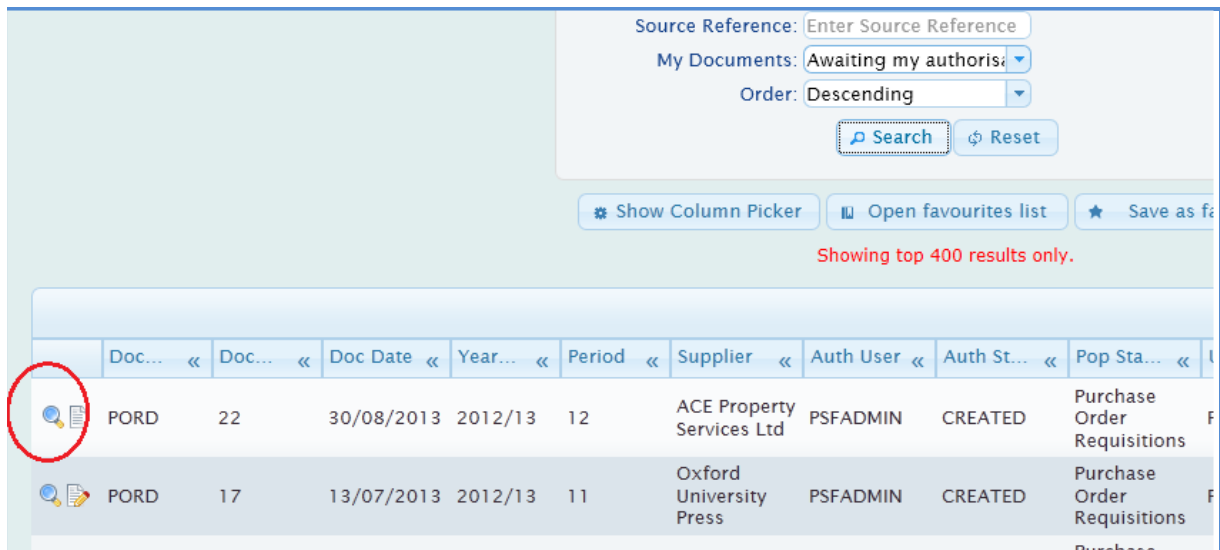 Source Reference: Enter Source Reference
My Documents: Awaiting my authoris
Order: Descending
Search Reset
Show Column Picker Open favourites list Save as fa
Showing top 400 results only.
Doc... « Doc... « Doc Date « Year... « Period « Supplier « Auth User « Auth St... « Pop Sta... «
PORD 22 30/08/2013 2012/13 12 ACE Property Services Ltd PSFADMIN CREATED Purchase Order Requisitions
PORD 17 13/07/2013 2012/13 11 Oxford University Press PSFADMIN CREATED Purchase Order Requisitions